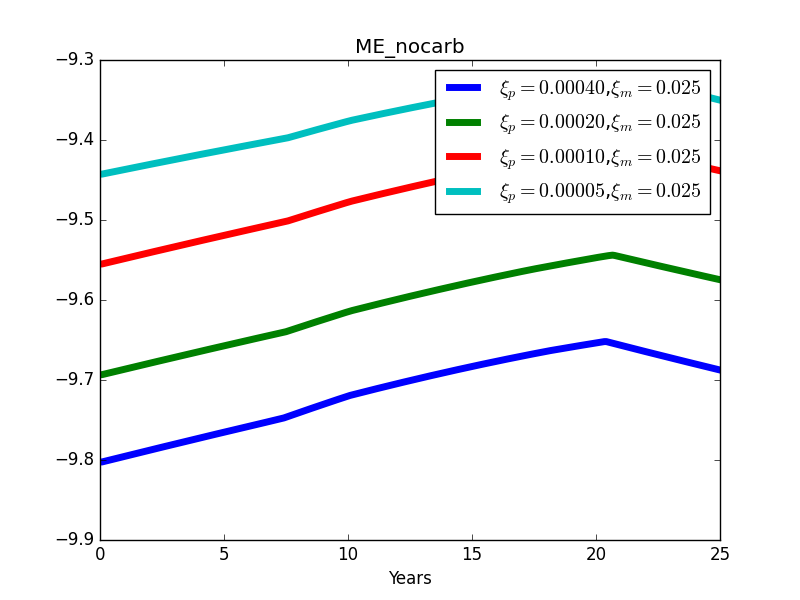 ME_nocarb
−9.3
−9.4
−9.5
−9.6
−9.7
−9.8
−9.9
ξp = 0.00040,ξm = 0.025
ξp = 0.00020,ξm = 0.025
ξp = 0.00010,ξm = 0.025
ξp = 0.00005,ξm = 0.025
0 5 10 15 20 25
Years